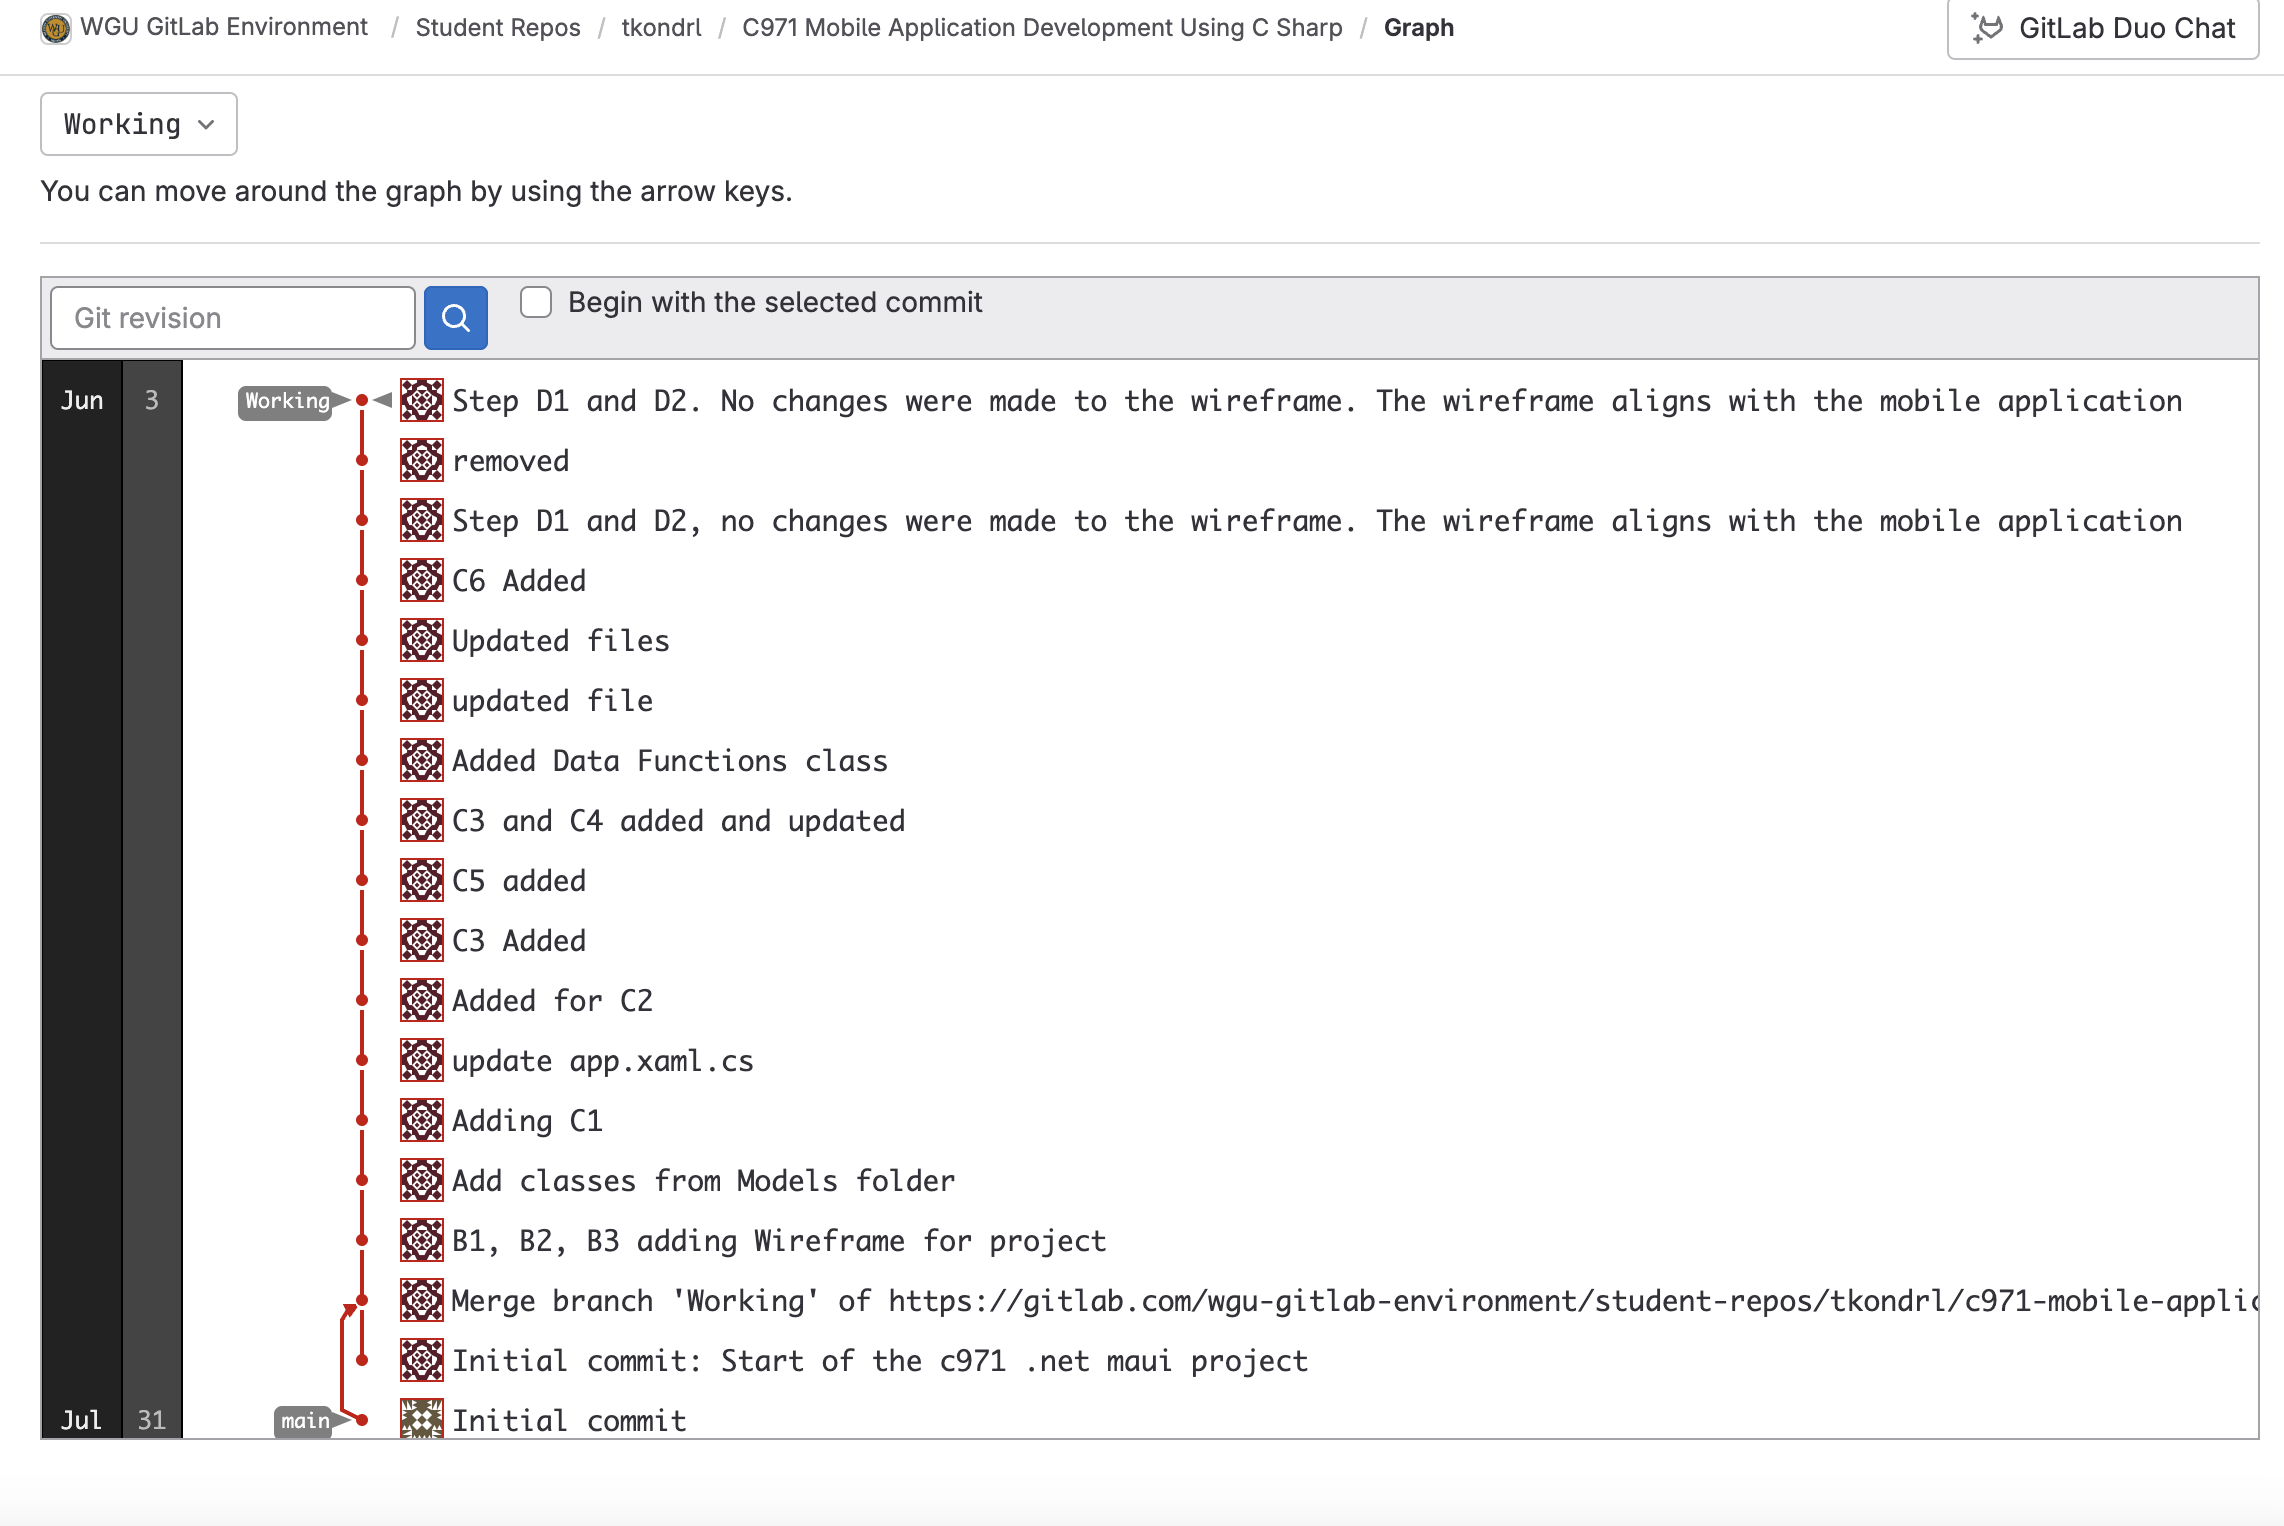 WGU GitLab Environment / Student Repos / tkondrl / C971 Mobile Application Development Using C Sharp / Graph
GitLab Duo Chat
Working
You can move around the graph by using the arrow keys.
Git revision
Begin with the selected commit
Jun 3 Working Step D1 and D2. No changes were made to the wireframe. The wireframe aligns with the mobile application
removed
Step D1 and D2, no changes were made to the wireframe. The wireframe aligns with the mobile application
C6 Added
Updated files
updated file
Added Data Functions class
C3 and C4 added and updated
C5 added
C3 Added
Added for C2
update app.xaml.cs
Adding C1
Add classes from Models folder
B1, B2, B3 adding Wireframe for project
Merge branch 'Working' of https://gitlab.com/wgu-gitlab-environment/student-repos/tkondrl/c971-mobile-applic
Initial commit: Start of the c971 .net maui project
Jul 31 main Initial commit